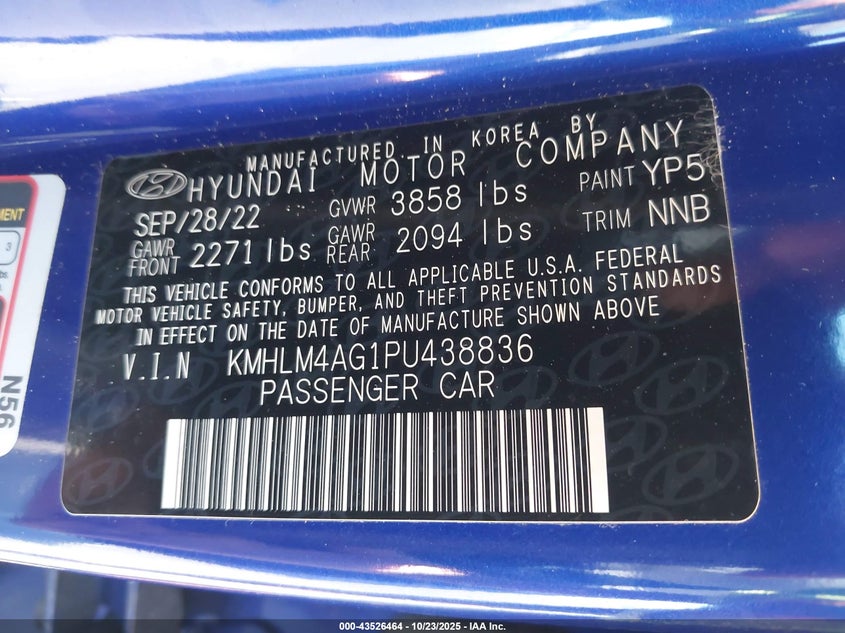 MANUFACTURED IN KOREA BY
HYUNDAI MOTOR COMPANY
SEP/28/22 GVWR 3858 lbs PAINT YP5
GAWR FRONT 2271 lbs GAWR REAR 2094 lbs TRIM NNB
THIS VEHICLE CONFORMS TO ALL APPLICABLE U.S.A. FEDERAL
MOTOR VEHICLE SAFETY, BUMPER, AND THEFT PREVENTION STANDARDS
IN EFFECT ON THE DATE OF MANUFACTURE SHOWN ABOVE
V.I.N KMHLM4AG1PU438836
PASSENGER CAR
MENT
3
N56
000-43526464 - 10/23/2025 - IAA Inc.